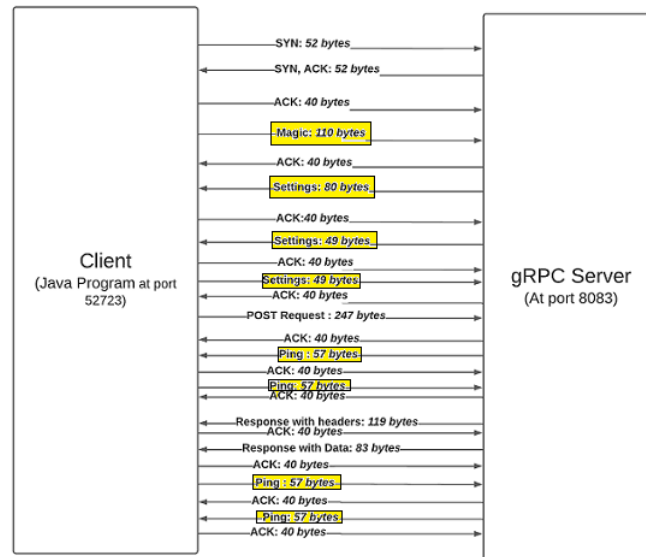 SYN: 52 bytes
SYN, ACK: 52 bytes
ACK: 40 bytes
Magic: 110 bytes
ACK: 40 bytes
Settings: 80 bytes
ACK:40 bytes
Settings: 49 bytes
Client
(Java Program at port
52723)
gRPC Server
(At port 8083)
ACK: 40 bytes
Settings: 49 bytes
ACK: 40 bytes
POST Request : 247 bytes
ACK: 40 bytes
Ping : 57 bytes
ACK: 40 bytes
Ping: 57 bytes
ACK: 40 bytes
Response with headers: 119 bytes
ACK: 40 bytes
Response with Data: 83 bytes
ACK: 40 bytes
Ping : 57 bytes
ACK: 40 bytes
Ping: 57 bytes
ACK: 40 bytes